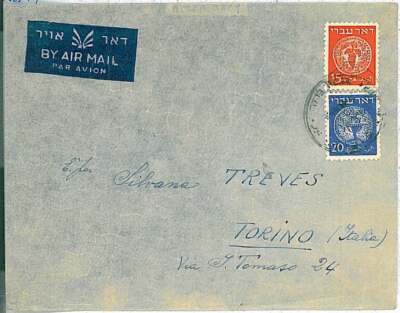 דאר אויר
BY AIR MAIL
PAR AVION
דאר עברי
15
דאר עברי
20
Silvana TREVES
TORINO (Italia)
Via S. Tomaso 24